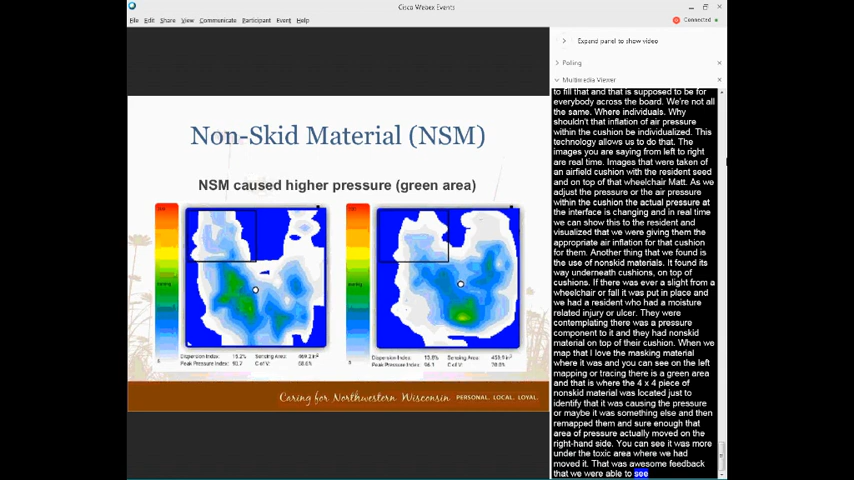 Cisco Webex Events
File Edit Share View Communicate Participant Event Help
Connected
Expand panel to show video
Polling
Multimedia Viewer
Non-Skid Material (NSM)
NSM caused higher pressure (green area)
Dispersion Index: 15.2% Sensing Area: 469.2in²
Peak Pressure Index: 90.7 C of V: 58.6%
Dispersion Index: 15.8% Sensing Area: 459.4in²
Peak Pressure Index: 96.1 C of V:
Caring for Northwestern Wisconsin PERSONAL. LOCAL. LOYAL.
to fill that and that is supposed to be for
everybody across the board. We're not all
the same. Where individuals. Why
shouldn't that inflation of air pressure
within the cushion be individualized. This
technology allows us to do that. The
images you are saying from left to right
are real time. Images that were taken of
an airfield cushion with the resident seed
and on top of that wheelchair Matt. As we
adjust the pressure or the air pressure
within the cushion the actual pressure at
the interface is changing and in real time
we can show this to the resident and
visualized that we were giving them the
appropriate air inflation for that cushion
for them. Another thing that we found is
the use of nonskid materials. It found its
way underneath cushions, on top of
cushions. If there was ever a slight from a
wheelchair or fall it was put in place and
we had a resident who had a moisture
related injury or ulcer. They were
contemplating there was a pressure
component to it and they had nonskid
material on top of their cushion. When we
map that I love the masking material
where it was and you can see on the left
mapping or tracing there is a green area
and that is where the 4 x 4 piece of
nonskid material was located just to
identify that it was causing the pressure
or maybe it was something else and then
remapped them and sure enough that
area of pressure actually moved on the
right-hand side. You can see it was more
under the toxic area where we had
moved it. That was awesome feedback
that we were able to see